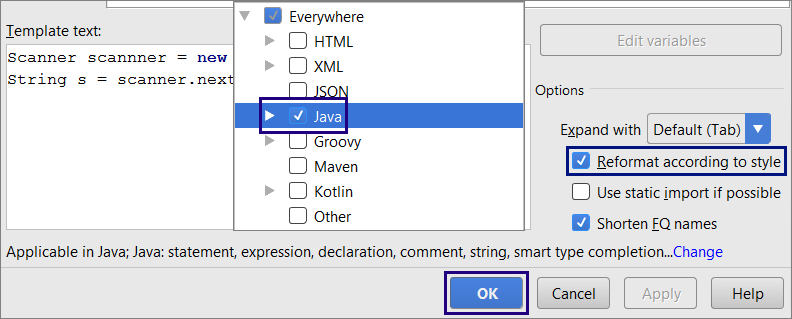 Everywhere
Template text:
HTML
XML
JSON
Java
Groovy
Maven
Kotlin
Other
Scanner scannner = new
String s = scanner.next
Edit variables
Options
Expand with Default (Tab)
Reformat according to style
Use static import if possible
Shorten FQ names
Applicable in Java; Java: statement, expression, declaration, comment, string, smart type completion...Change
OK Cancel Apply Help